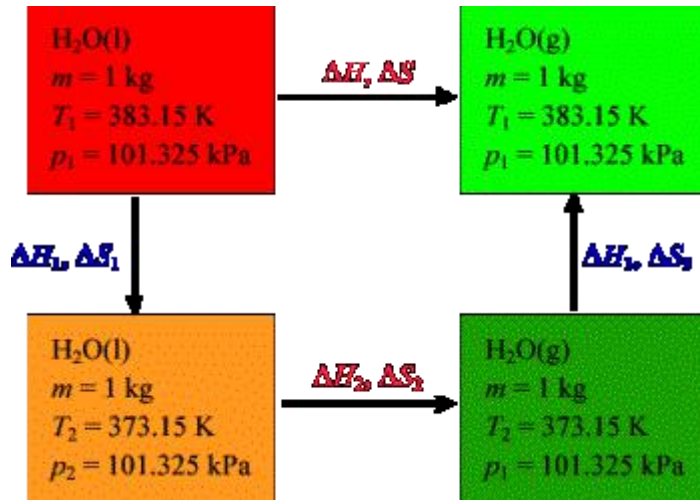 H₂O(l)
m = 1 kg
T₁ = 383.15 K
p₁ = 101.325 kPa
ΔH, ΔS
H₂O(g)
m = 1 kg
T₁ = 383.15 K
p₁ = 101.325 kPa
ΔH₁, ΔS₁
ΔH₃, ΔS₃
H₂O(l)
m = 1 kg
T₂ = 373.15 K
p₂ = 101.325 kPa
ΔH₂, ΔS₂
H₂O(g)
m = 1 kg
T₂ = 373.15 K
p₁ = 101.325 kPa